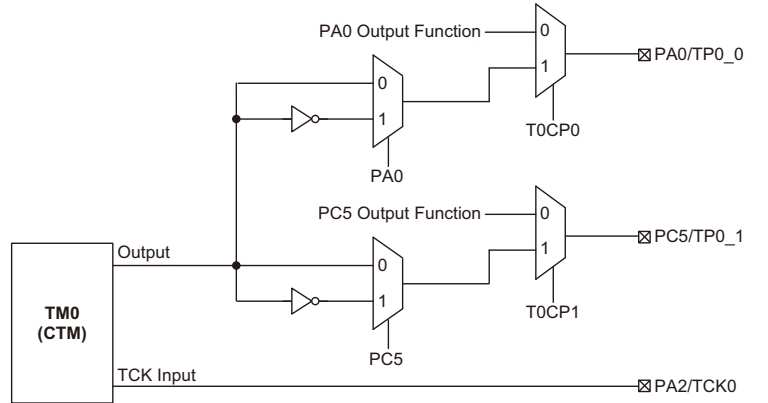 PA0 Output Function
0
1
PA0/TP0_0
T0CP0
0
1
PA0
PC5 Output Function
0
1
PC5/TP0_1
T0CP1
Output
0
1
PC5
TM0
(CTM)
TCK Input
PA2/TCK0